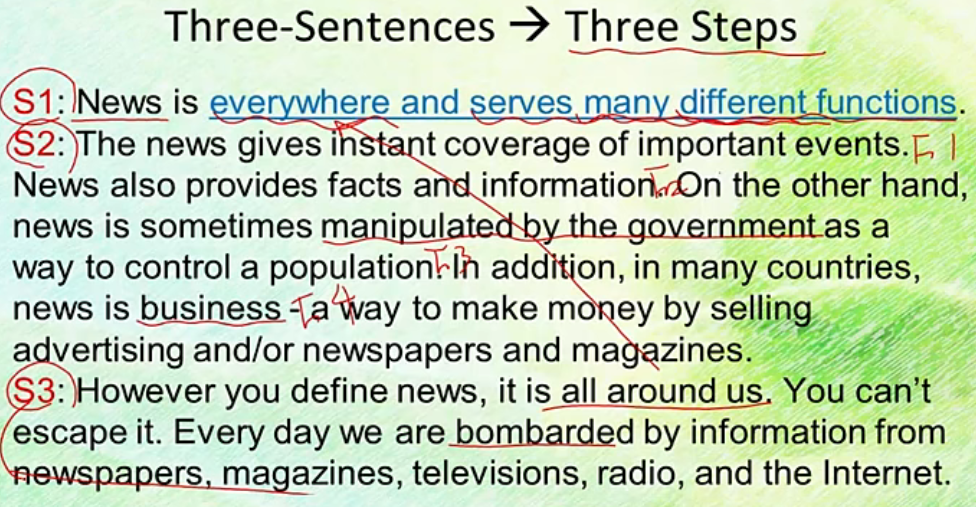 Three-Sentences → Three Steps
S1: News is everywhere and serves many different functions.
S2: The news gives instant coverage of important events.
News also provides facts and information. On the other hand,
news is sometimes manipulated by the government as a
way to control a population. In addition, in many countries,
news is business - a way to make money by selling
advertising and/or newspapers and magazines.
S3: However you define news, it is all around us. You can't
escape it. Every day we are bombarded by information from
newspapers, magazines, televisions, radio, and the Internet.